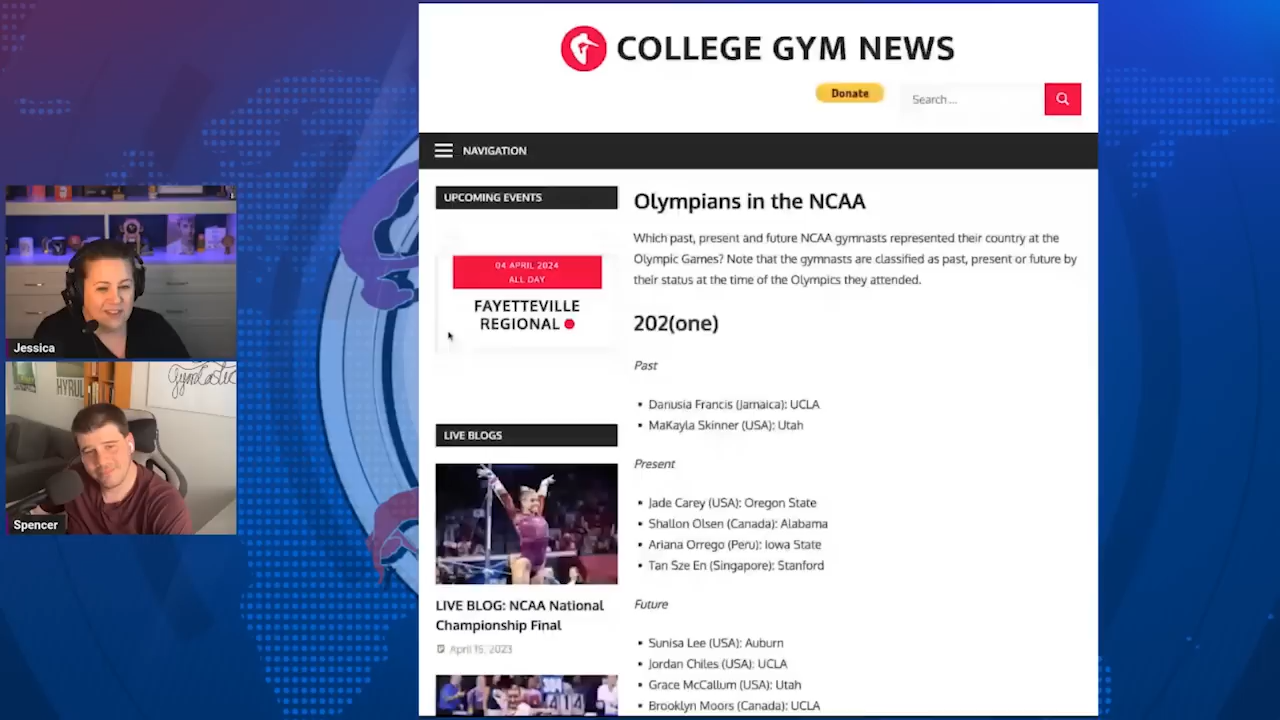 COLLEGE GYM NEWS
Donate
Search...
NAVIGATION
UPCOMING EVENTS
04 APRIL 2024
ALL DAY
FAYETTEVILLE
REGIONAL
LIVE BLOGS
LIVE BLOG: NCAA National
Championship Final
April 15, 2023
414
Olympians in the NCAA
Which past, present and future NCAA gymnasts represented their country at the
Olympic Games? Note that the gymnasts are classified as past, present or future by
their status at the time of the Olympics they attended.
202(one)
Past
• Danusia Francis (Jamaica): UCLA
• MaKayla Skinner (USA): Utah
Present
• Jade Carey (USA): Oregon State
• Shallon Olsen (Canada): Alabama
• Ariana Orrego (Peru): Iowa State
• Tan Sze En (Singapore): Stanford
Future
• Sunisa Lee (USA): Auburn
• Jordan Chiles (USA): UCLA
• Grace McCallum (USA): Utah
• Brooklyn Moors (Canada): UCLA
Jessica
HYRUL
GymCastic
Spencer